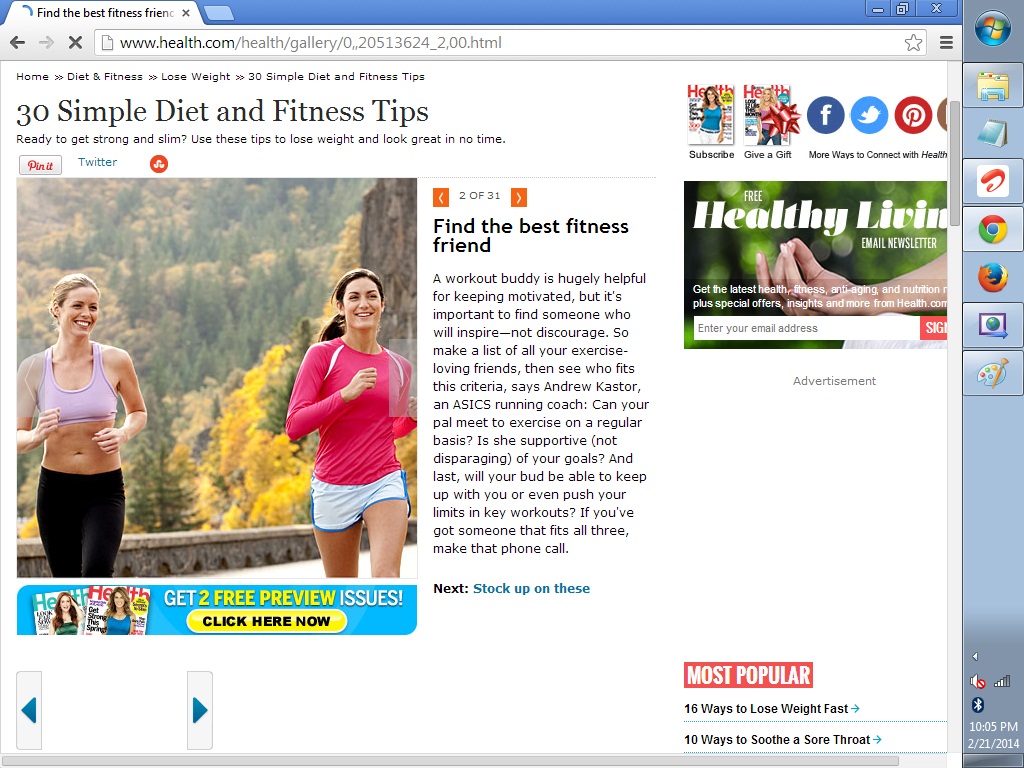 Find the best fitness friend
www.health.com/health/gallery/0,,20513624_2,00.html
Home » Diet & Fitness » Lose Weight » 30 Simple Diet and Fitness Tips
30 Simple Diet and Fitness Tips
Ready to get strong and slim? Use these tips to lose weight and look great in no time.
Pin it Twitter
2 OF 31
Find the best fitness
friend
A workout buddy is hugely helpful
for keeping motivated, but it's
important to find someone who
will inspire—not discourage. So
make a list of all your exercise-
loving friends, then see who fits
this criteria, says Andrew Kastor,
an ASICS running coach: Can your
pal meet to exercise on a regular
basis? Is she supportive (not
disparaging) of your goals? And
last, will your bud be able to keep
up with you or even push your
limits in key workouts? If you've
got someone that fits all three,
make that phone call.
Next: Stock up on these
Health Health
GET 2 FREE PREVIEW ISSUES!
CLICK HERE NOW
Health Health
Subscribe Give a Gift More Ways to Connect with Health
FREE
Healthy Livin
EMAIL NEWSLETTER
Get the latest health, fitness, anti-aging, and nutrition n
plus special offers, insights and more from Health.com
Enter your email address SIGN
Advertisement
MOST POPULAR
16 Ways to Lose Weight Fast
10 Ways to Soothe a Sore Throat
10:05 PM
2/21/2014